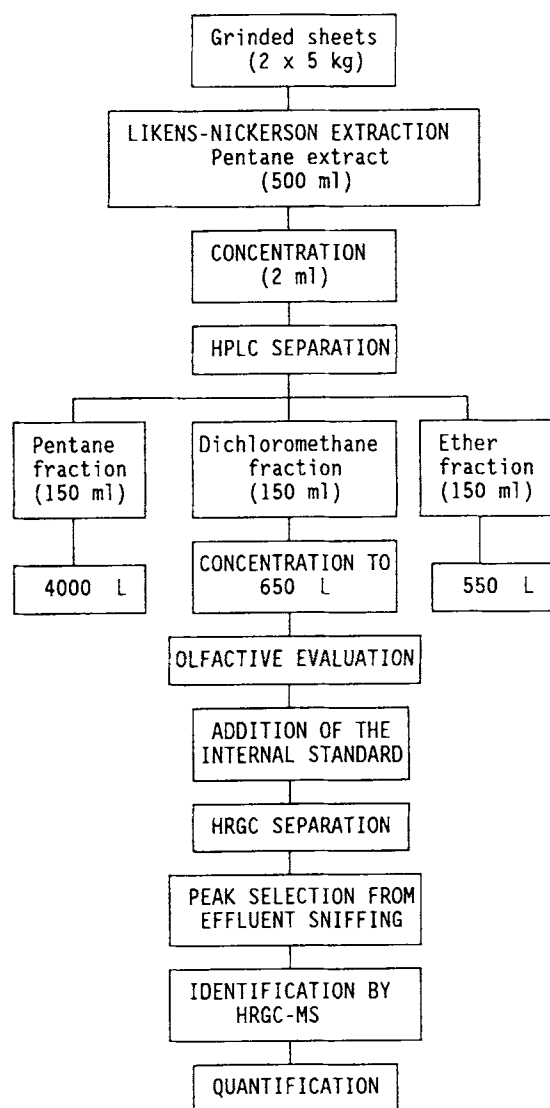 Grinded sheets
(2 x 5 kg)
LIKENS-NICKERSON EXTRACTION
Pentane extract
(500 ml)
CONCENTRATION
(2 ml)
HPLC SEPARATION
Pentane
fraction
(150 ml)
Dichloromethane
fraction
(150 ml)
Ether
fraction
(150 ml)
4000 L
CONCENTRATION TO
650 L
550 L
OLFACTIVE EVALUATION
ADDITION OF THE
INTERNAL STANDARD
HRGC SEPARATION
PEAK SELECTION FROM
EFFLUENT SNIFFING
IDENTIFICATION BY
HRGC-MS
QUANTIFICATION